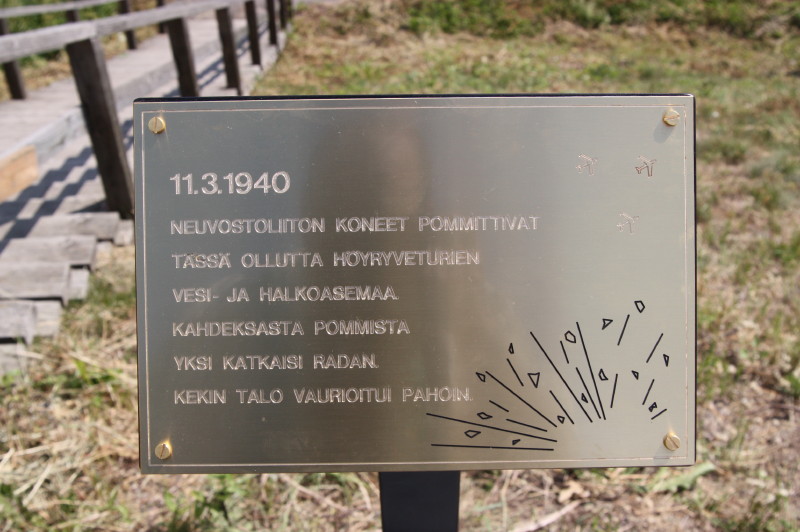 11.3.1940
NEUVOSTOLIITON KONEET POMMITTIVAT
TÄSSÄ OLLUTTA HÖYRYVETURIEN
VESI- JA HALKOASEMAA.
KAHDEKSASTA POMMISTA
YKSI KATKAISI RADAN.
KEKIN TALO VAURIOITUI PAHOIN.